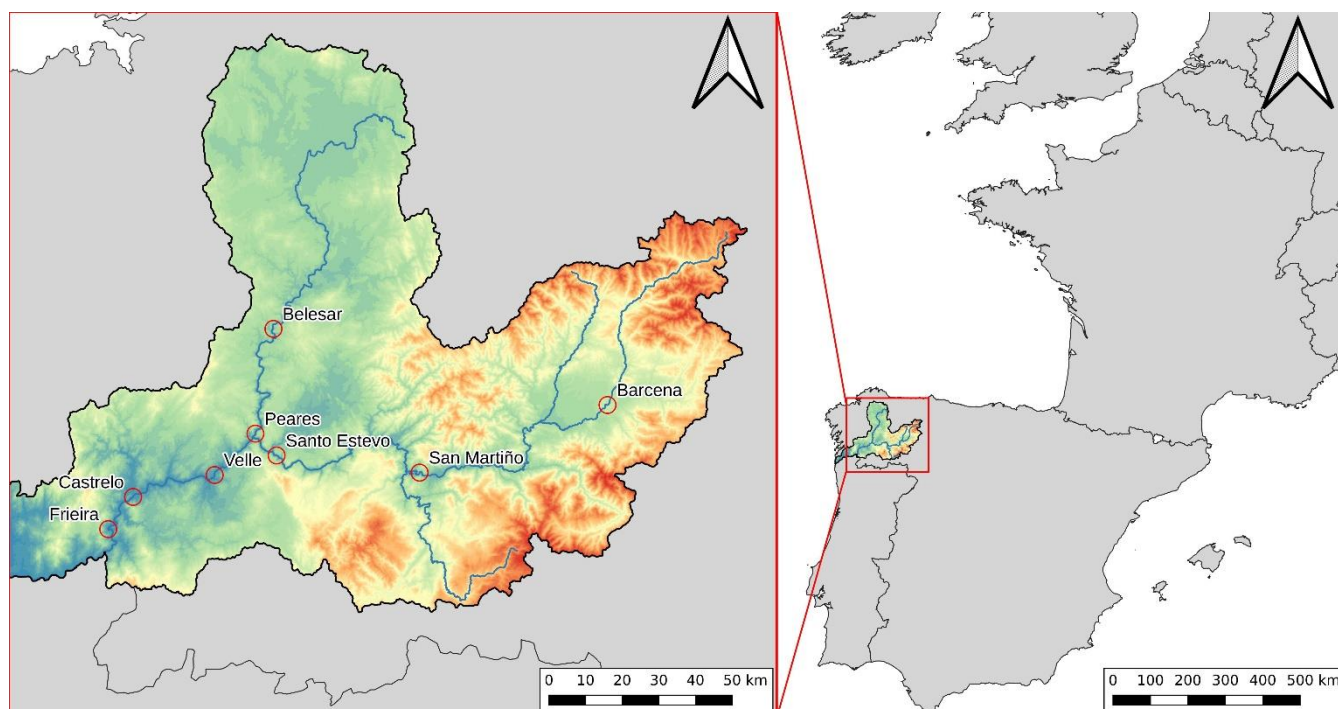 Belesar
Barcena
Peares
Santo Estevo
San Martiño
Velle
Castrelo
Frieira
0 10 20 30 40 50 km
0 100 200 300 400 500 km